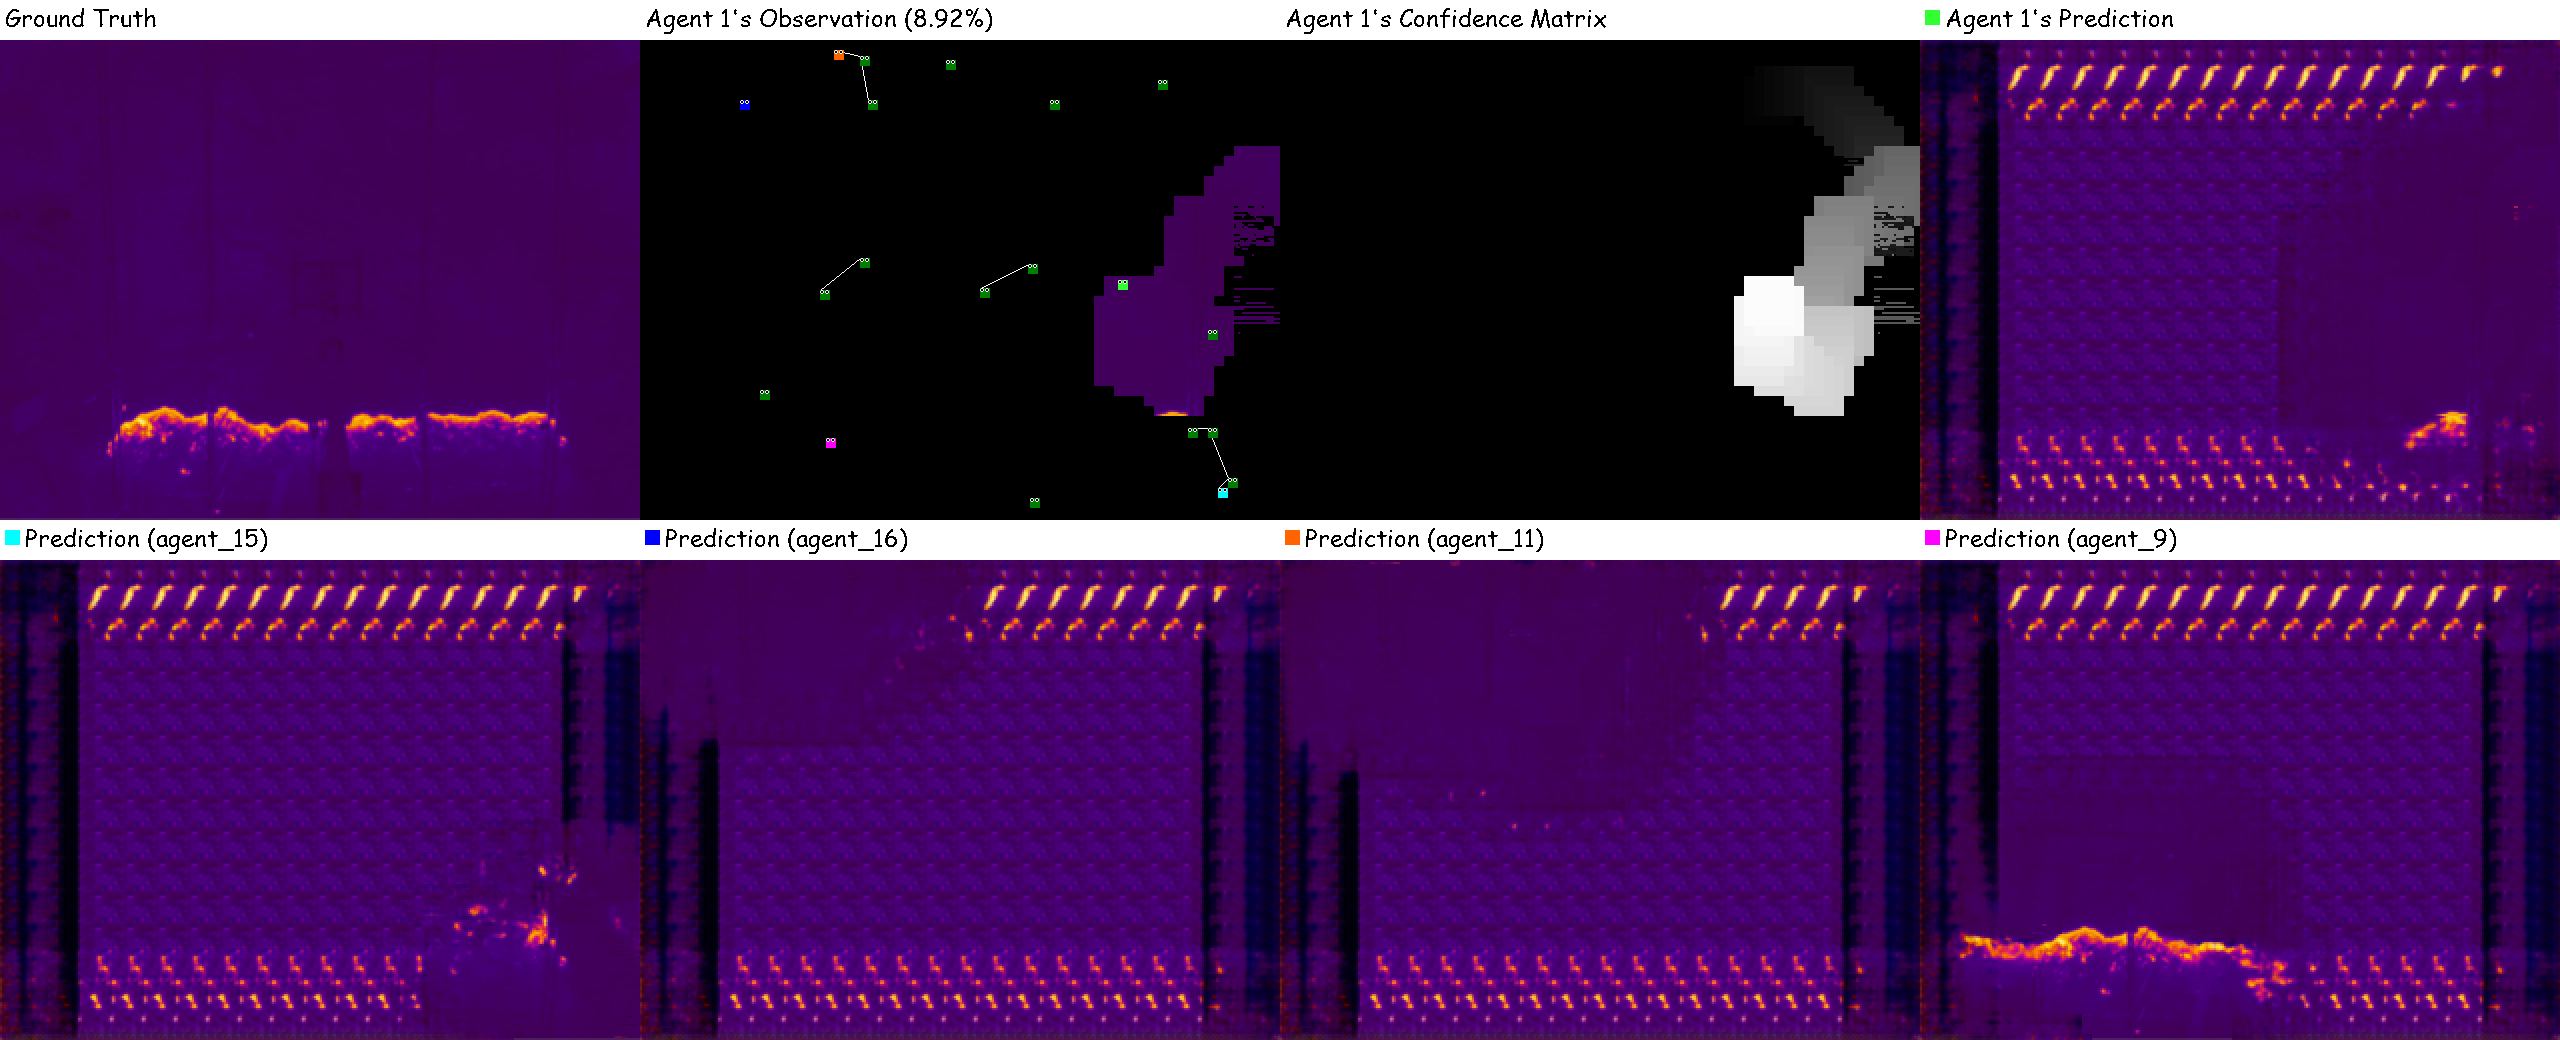 Ground Truth
Agent 1's Observation (8.92%)
Agent 1's Confidence Matrix
Agent 1's Prediction
Prediction (agent_15)
Prediction (agent_16)
Prediction (agent_11)
Prediction (agent_9)